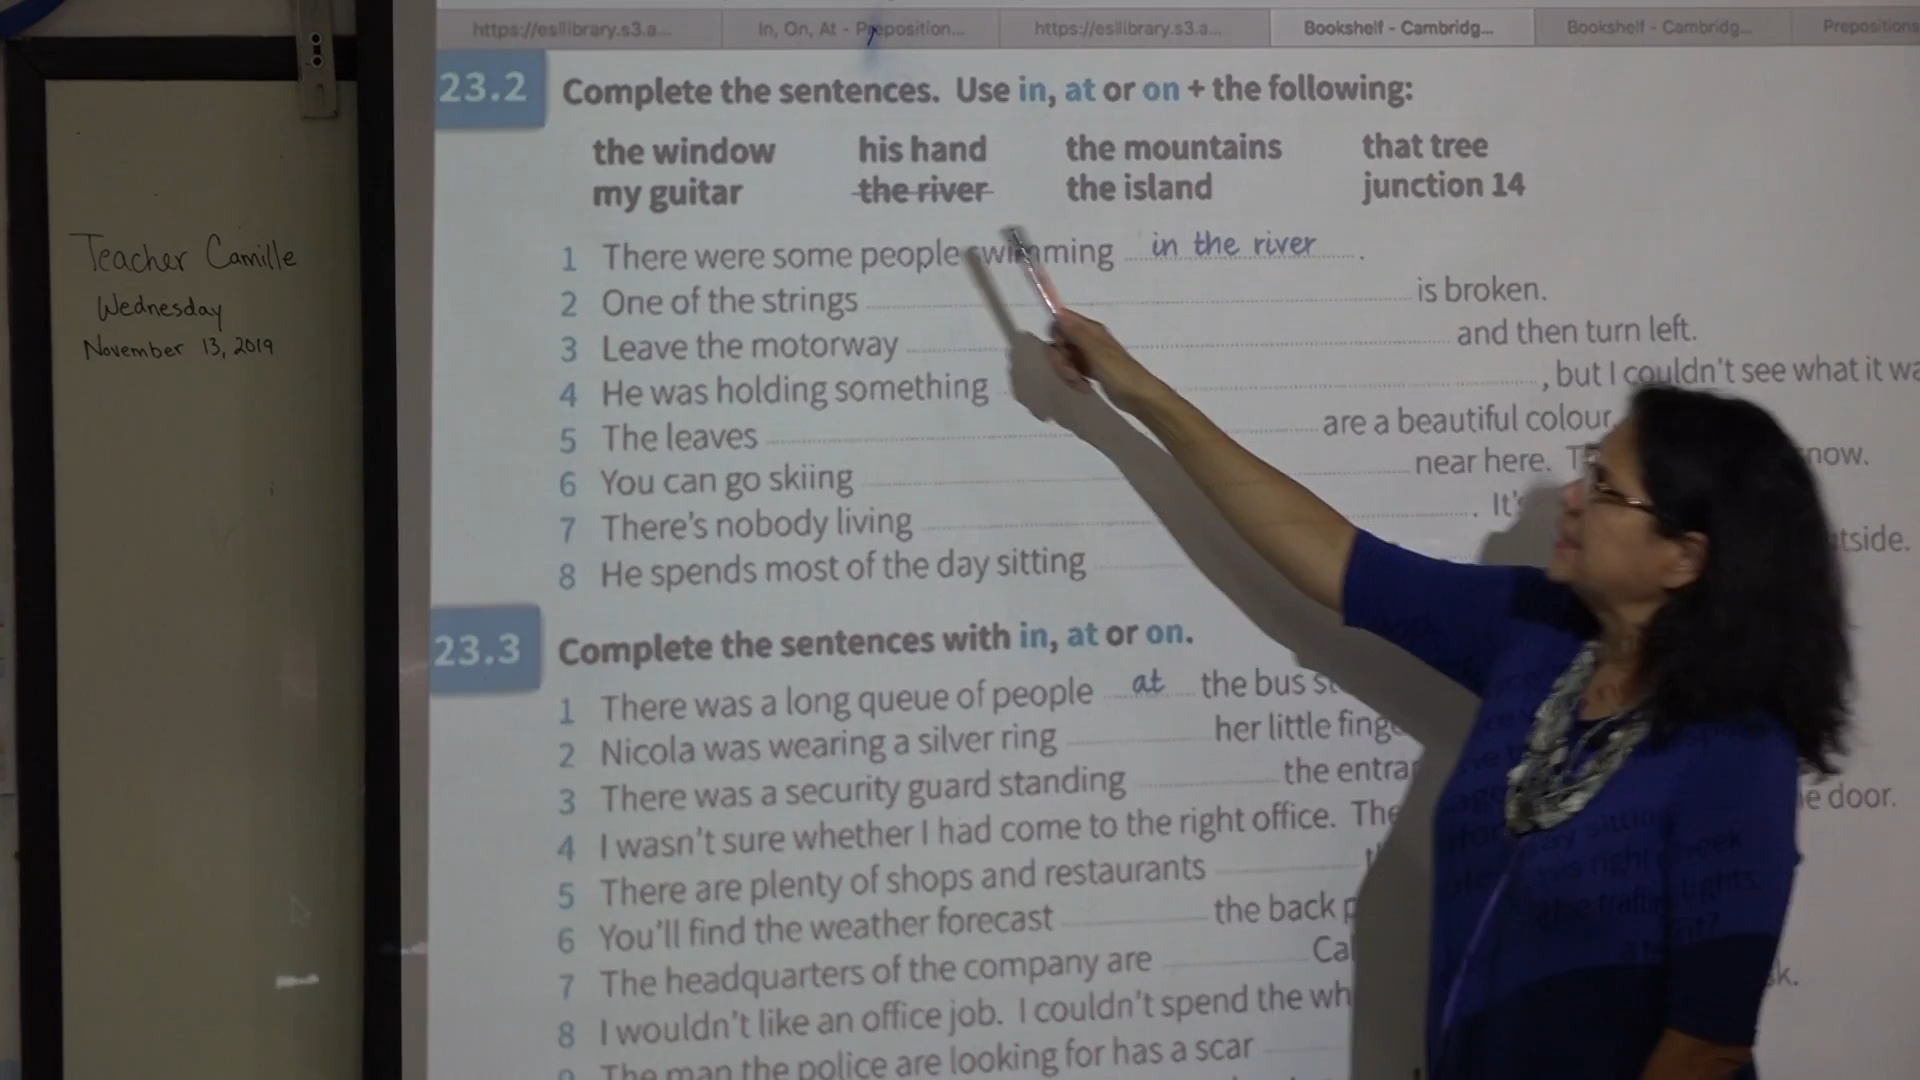 https://esllibrary.s3.a... In, On, At - Preposition... https://esllibrary.s3.a... Bookshelf - Cambridg... Bookshelf - Cambridg... Prepositions
23.2 Complete the sentences. Use in, at or on + the following:
the window his hand the mountains that tree
my guitar the river the island junction 14
1 There were some people swimming in the river .
2 One of the strings is broken.
3 Leave the motorway and then turn left.
4 He was holding something , but I couldn't see what it wa
5 The leaves are a beautiful colour.
6 You can go skiing near here. now.
7 There's nobody living . It's
8 He spends most of the day sitting tside.
23.3 Complete the sentences with in, at or on.
1 There was a long queue of people at the bus st
2 Nicola was wearing a silver ring her little finge
3 There was a security guard standing the entra
4 I wasn't sure whether I had come to the right office. The door.
5 There are plenty of shops and restaurants t
6 You'll find the weather forecast the back p
7 The headquarters of the company are Cal
8 I wouldn't like an office job. I couldn't spend the wh k.
9 The man the police are looking for has a scar
Teacher Camille
Wednesday
November 13, 2019